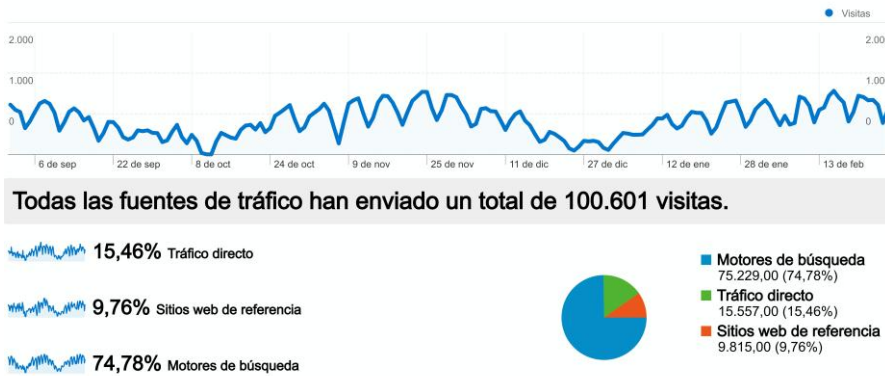 Visitas
2.000 2.00
1.000 1.00
0 0
6 de sep 22 de sep 8 de oct 24 de oct 9 de nov 25 de nov 11 de dic 27 de dic 12 de ene 28 de ene 13 de feb
Todas las fuentes de tráfico han enviado un total de 100.601 visitas.
15,46% Tráfico directo
9,76% Sitios web de referencia
74,78% Motores de búsqueda
Motores de búsqueda
75.229,00 (74,78%)
Tráfico directo
15.557,00 (15,46%)
Sitios web de referencia
9.815,00 (9,76%)